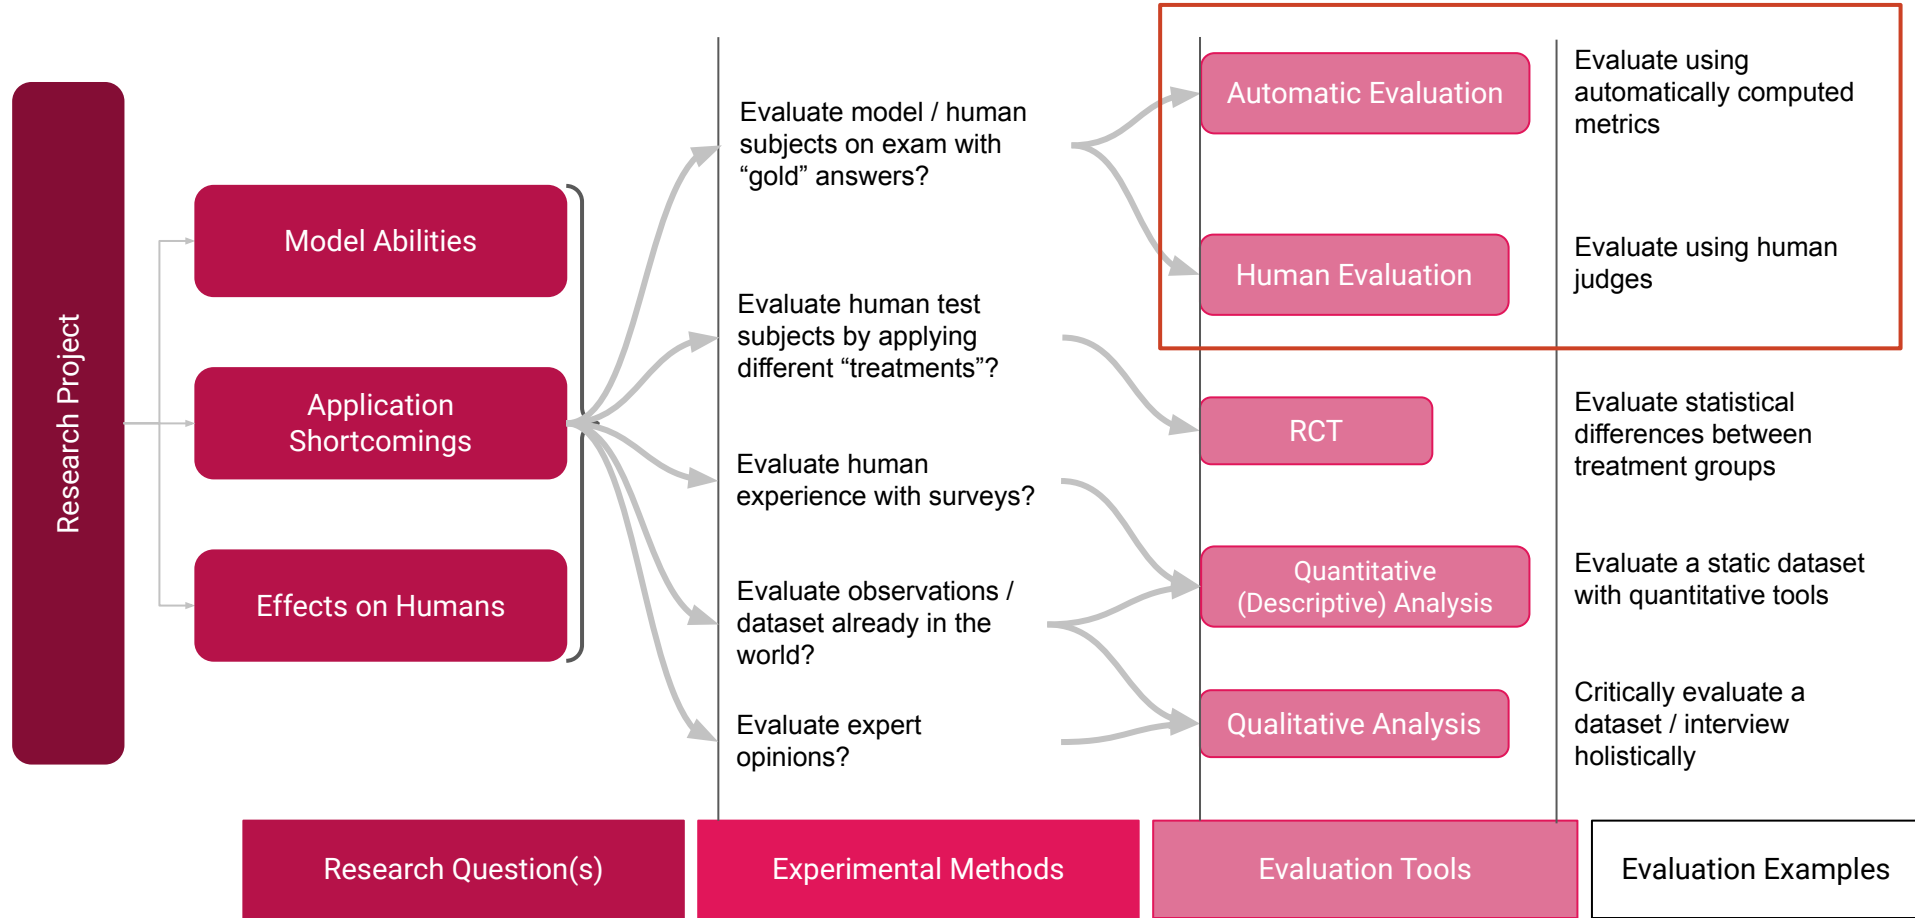 Research Project
Model Abilities
Application
Shortcomings
Effects on Humans
Evaluate model / human
subjects on exam with
“gold” answers?
Evaluate human test
subjects by applying
different “treatments”?
Evaluate human
experience with surveys?
Evaluate observations /
dataset already in the
world?
Evaluate expert
opinions?
Automatic Evaluation
Human Evaluation
RCT
Quantitative
(Descriptive) Analysis
Qualitative Analysis
Evaluate using
automatically computed
metrics
Evaluate using human
judges
Evaluate statistical
differences between
treatment groups
Evaluate a static dataset
with quantitative tools
Critically evaluate a
dataset / interview
holistically
Research Question(s)
Experimental Methods
Evaluation Tools
Evaluation Examples